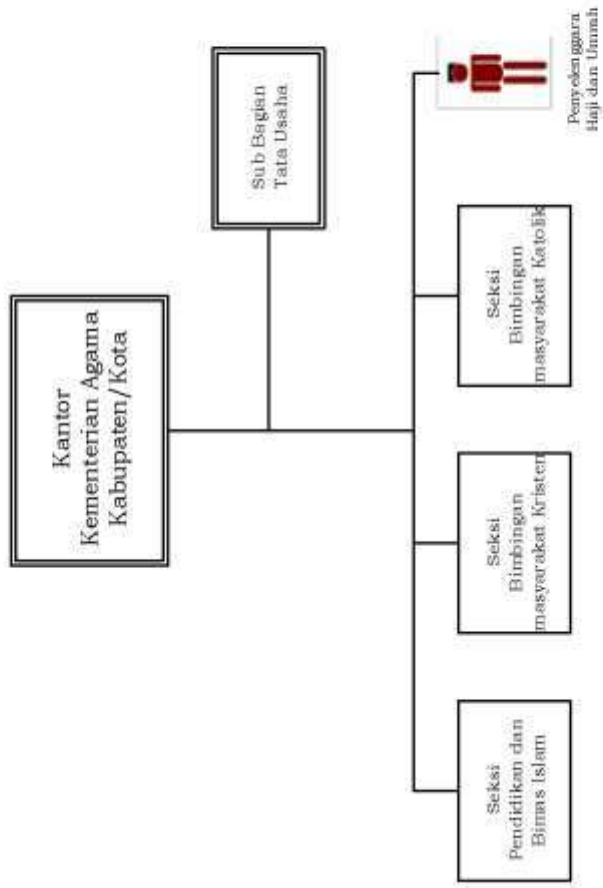 Kantor
Kementerian Agama
Kabupaten/Kota
Sub Bagian
Tata Usaha
Seksi
Pendidikan dan
Bimas Islam
Seksi
Bimbingan
masyarakat Kristen
Seksi
Bimbingan
masyarakat Katolik
Penyelenggara
Haji dan Umrah